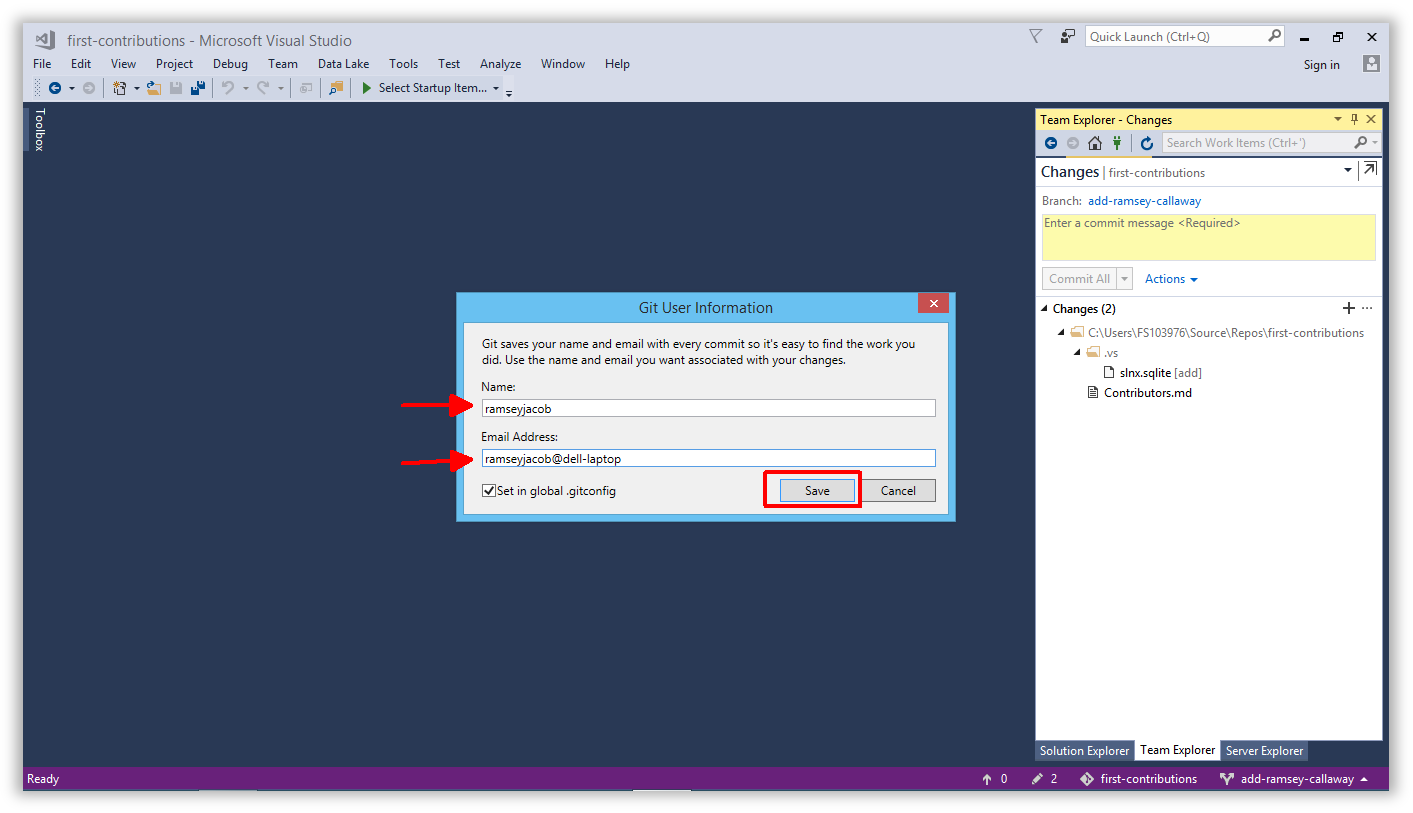 first-contributions - Microsoft Visual Studio
Quick Launch (Ctrl+Q)
File Edit View Project Debug Team Data Lake Tools Test Analyze Window Help
Sign in
Select Startup Item...
Toolbox
Team Explorer - Changes
Search Work Items (Ctrl+')
Changes | first-contributions
Branch: add-ramsey-callaway
Enter a commit message <Required>
Commit All Actions
Changes (2)
C:\Users\FS103976\Source\Repos\first-contributions
.vs
slnx.sqlite [add]
Contributors.md
Git User Information
Git saves your name and email with every commit so it's easy to find the work you
did. Use the name and email you want associated with your changes.
Name:
ramseyjacob
Email Address:
ramseyjacob@dell-laptop
Set in global .gitconfig
Save Cancel
Solution Explorer Team Explorer Server Explorer
Ready 0 2 first-contributions add-ramsey-callaway